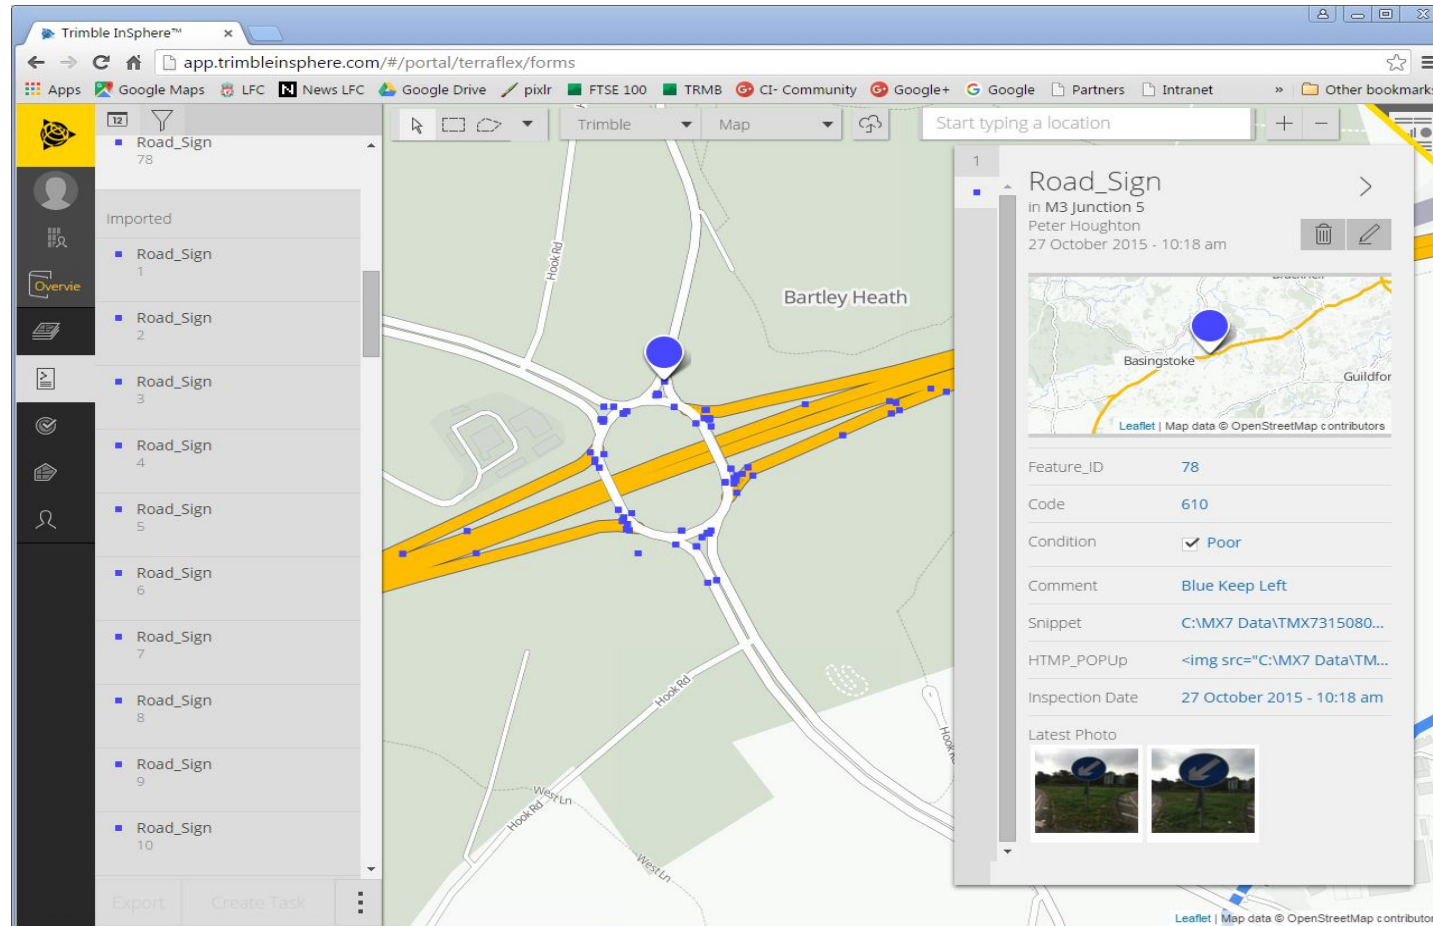 Trimble InSphere™
app.trimbleinsphere.com/#/portal/terraflex/forms
Apps Google Maps LFC News LFC Google Drive pixlr FTSE 100 TRMB CI- Community Google+ Google Partners Intranet » Other bookmarks
12
Trimble Map Start typing a location
Overvie
Road_Sign
78
Imported
Road_Sign
1
Road_Sign
2
Road_Sign
3
Road_Sign
4
Road_Sign
5
Road_Sign
6
Road_Sign
7
Road_Sign
8
Road_Sign
9
Road_Sign
10
Export Create Task
Hook Rd
Bartley Heath
Hook Rd
Hook Rd
West Ln
West Ln
1
Road_Sign
in M3 Junction 5
Peter Houghton
27 October 2015 - 10:18 am
Basingstoke
Guildfor
Leaflet | Map data © OpenStreetMap contributors
Feature_ID 78
Code 610
Condition Poor
Comment Blue Keep Left
Snippet C:\MX7 Data\TMX7315080...
HTMP_POPUp <img src="C:\MX7 Data\TM...
Inspection Date 27 October 2015 - 10:18 am
Latest Photo
Leaflet | Map data © OpenStreetMap contributor